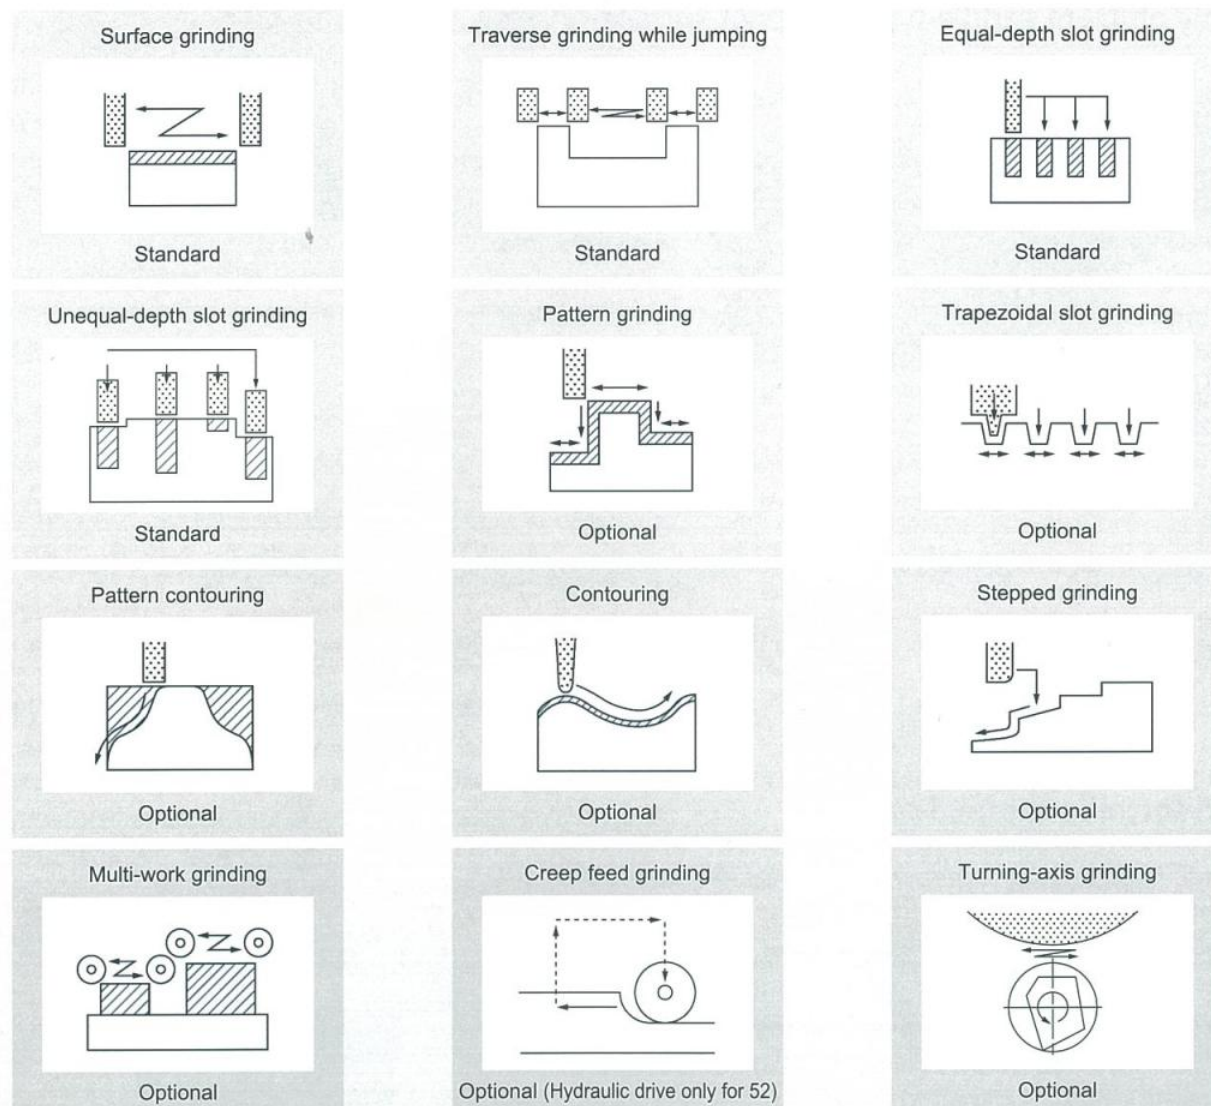 Surface grinding
Traverse grinding while jumping
Equal-depth slot grinding
Standard
Standard
Standard
Unequal-depth slot grinding
Pattern grinding
Trapezoidal slot grinding
Standard
Optional
Optional
Pattern contouring
Contouring
Stepped grinding
Optional
Optional
Optional
Multi-work grinding
Creep feed grinding
Turning-axis grinding
Optional
Optional (Hydraulic drive only for 52)
Optional